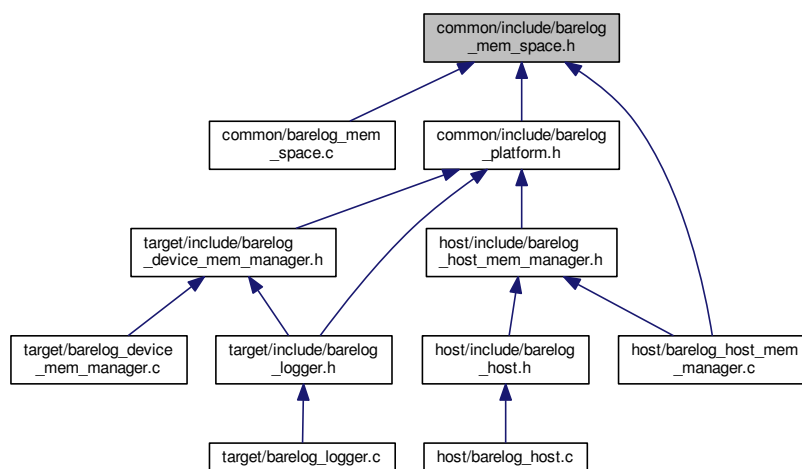 common/include/barelog
_mem_space.h
common/barelog_mem
_space.c
common/include/barelog
_platform.h
target/include/barelog
_device_mem_manager.h
host/include/barelog
_host_mem_manager.h
target/barelog_device
_mem_manager.c
target/include/barelog
_logger.h
host/include/barelog
_host.h
host/barelog_host_mem
_manager.c
target/barelog_logger.c
host/barelog_host.c